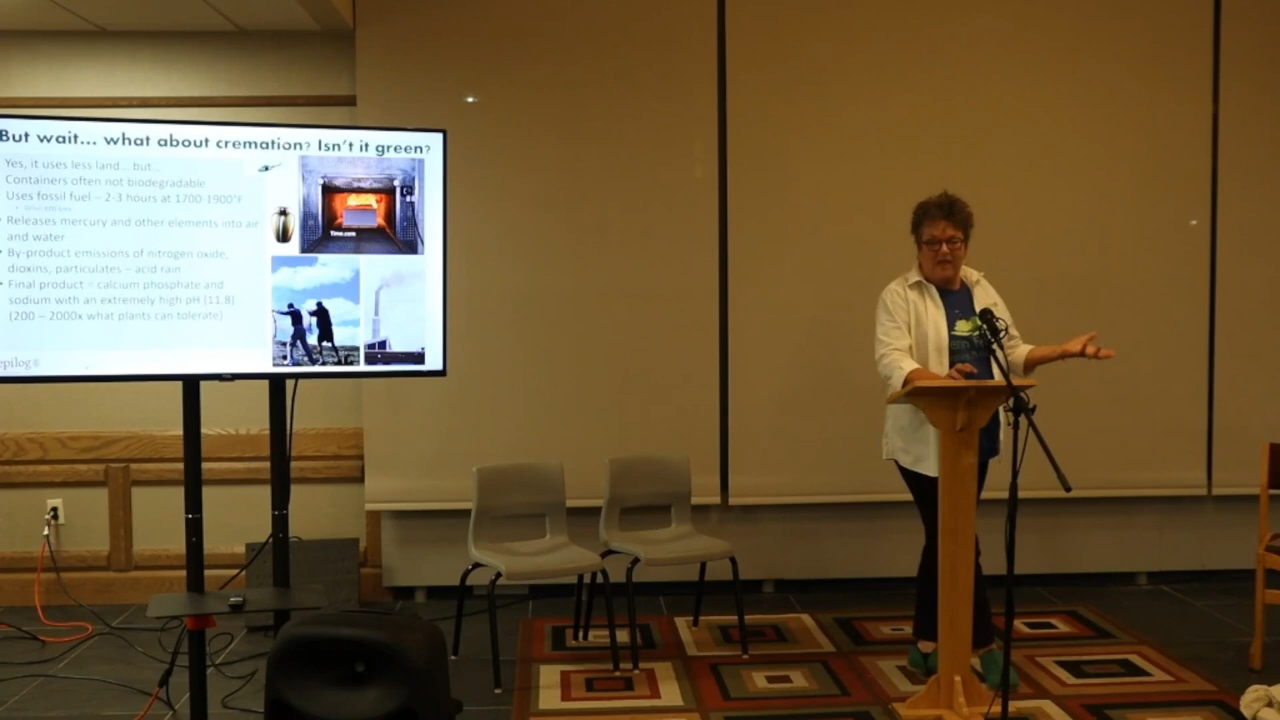 But wait... what about cremation? Isn't it green?
Yes, it uses less land... but...
Containers often not biodegradable
Uses fossil fuel – 2-3 hours at 1700-1900°F
• Releases mercury and other elements into air
and water
• By-product emissions of nitrogen oxide,
dioxins, particulates – acid rain
• Final product = calcium phosphate and
sodium with an extremely high pH (11.8)
(200 – 2000x what plants can tolerate)
Time.com
epilog